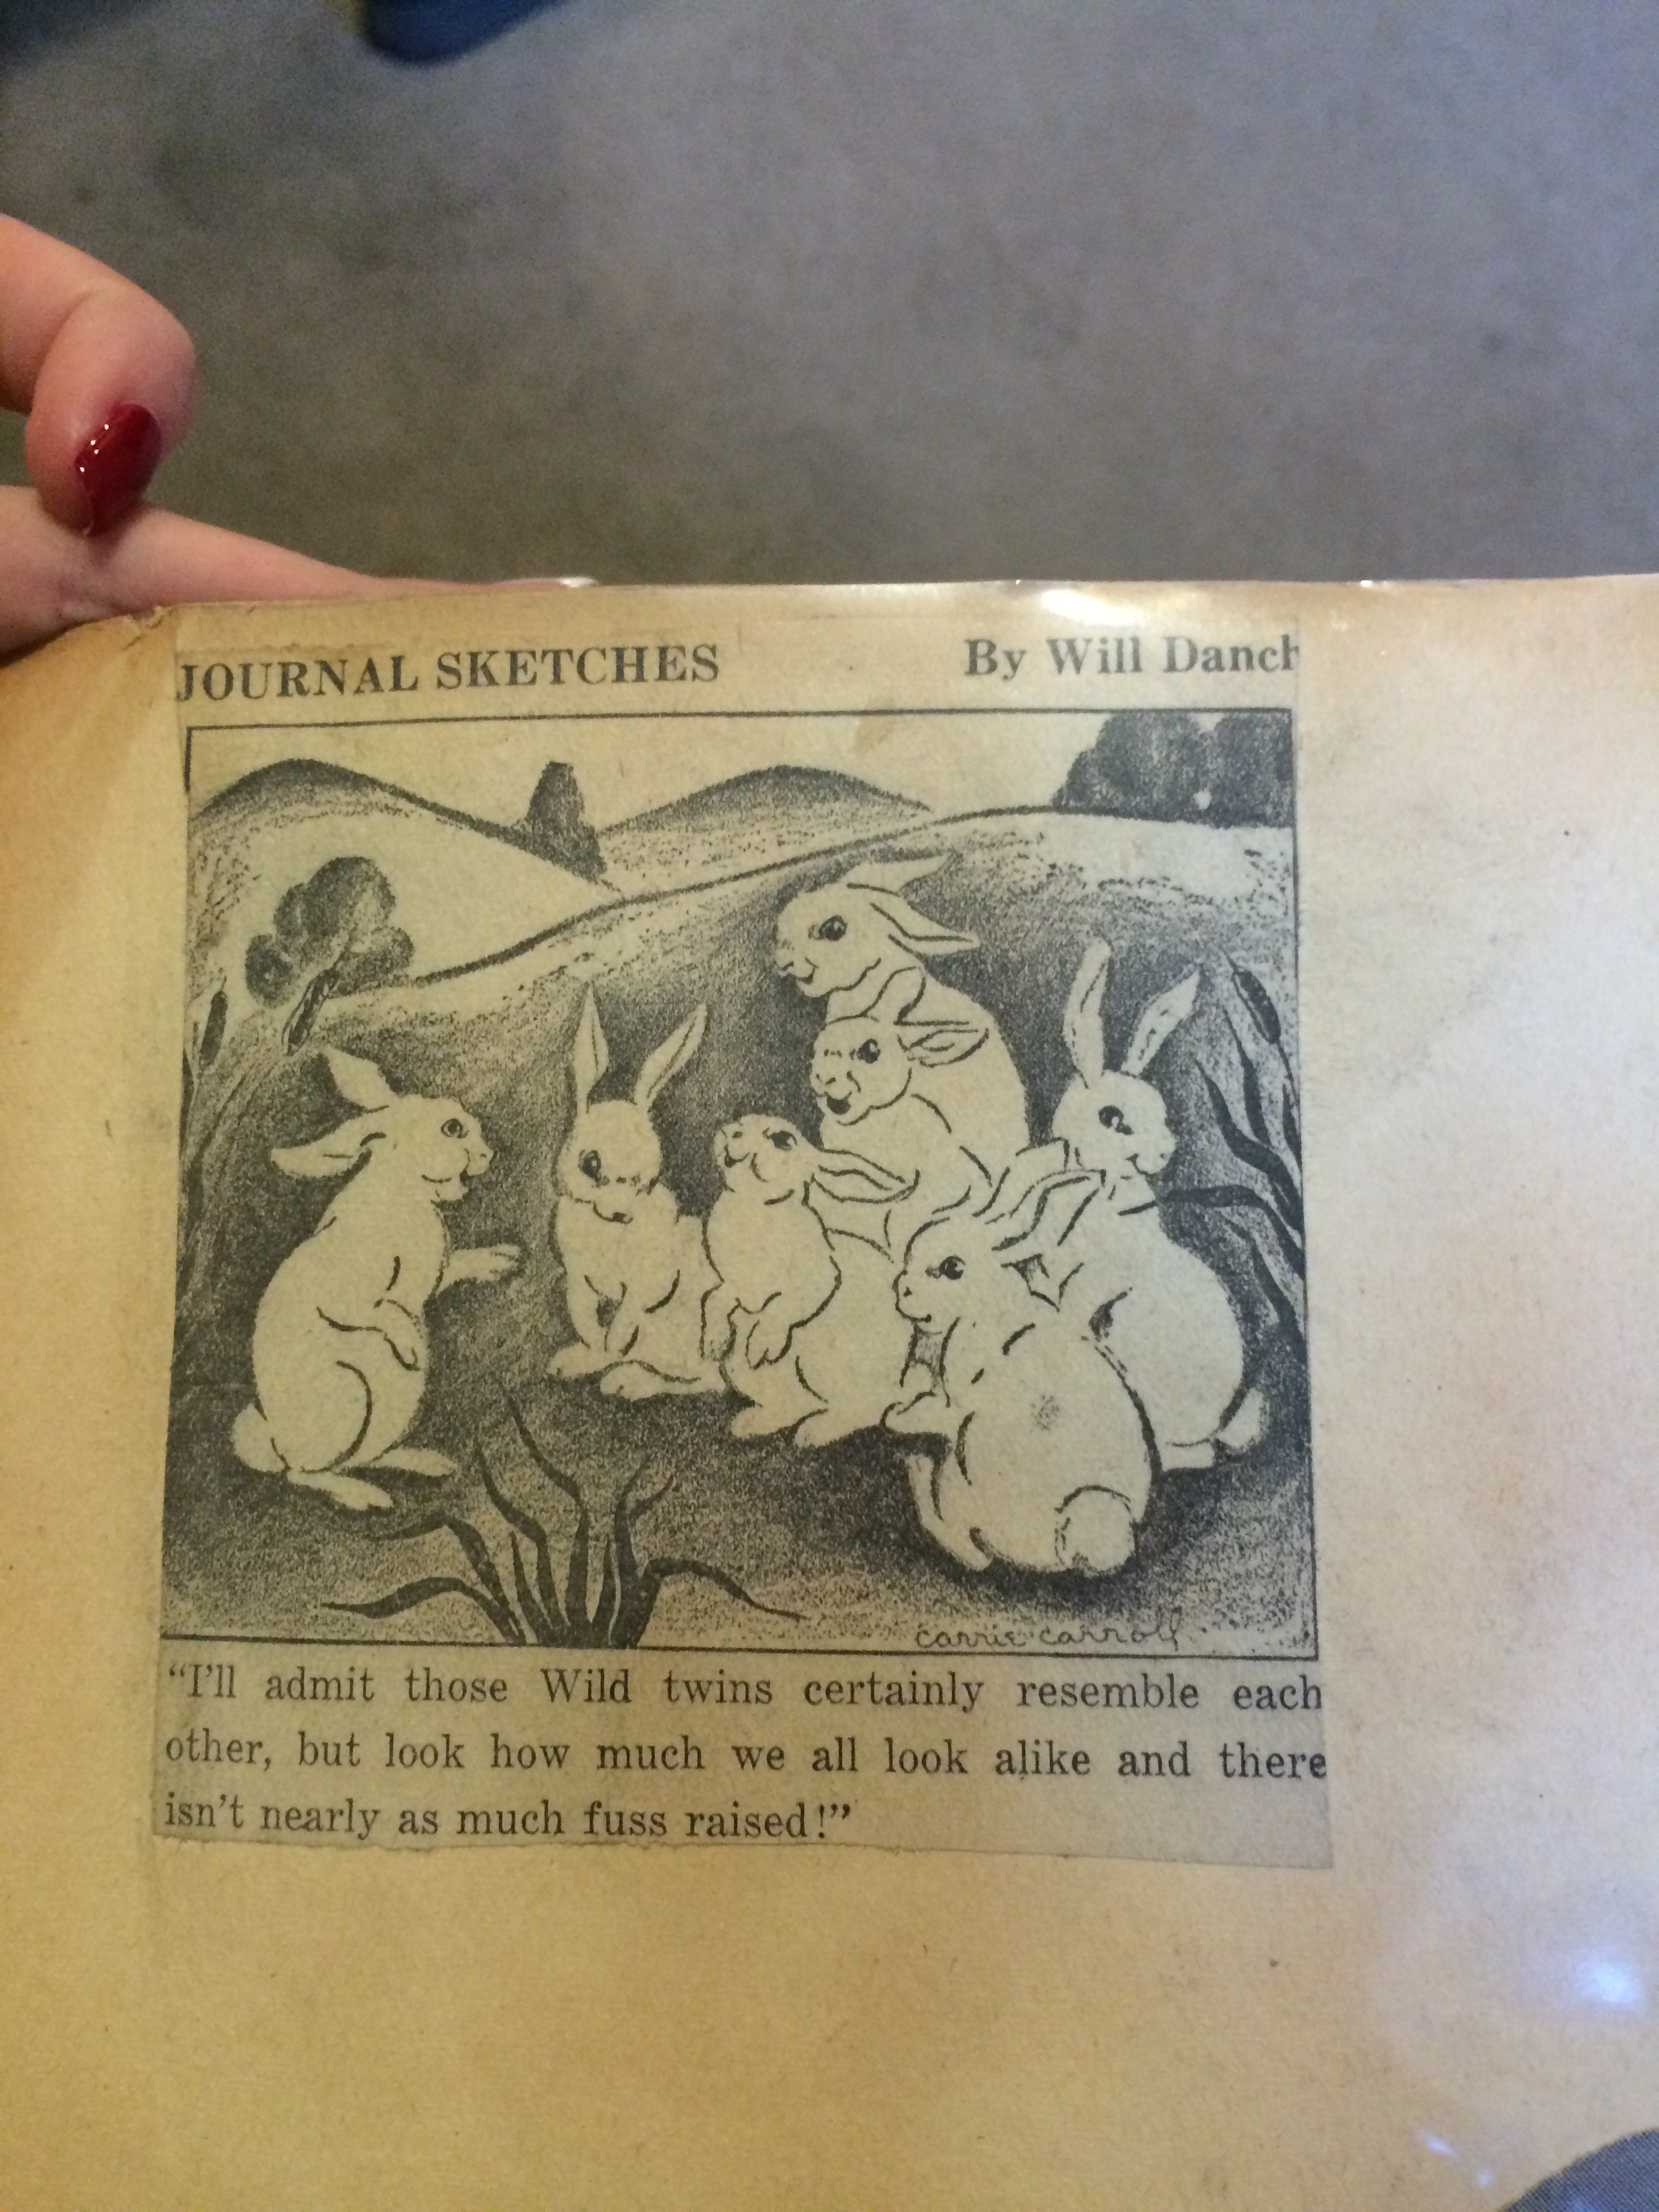 JOURNAL SKETCHES By Will Danch
carrie carroll
“I’ll admit those Wild twins certainly resemble each
other, but look how much we all look alike and there
isn’t nearly as much fuss raised!”